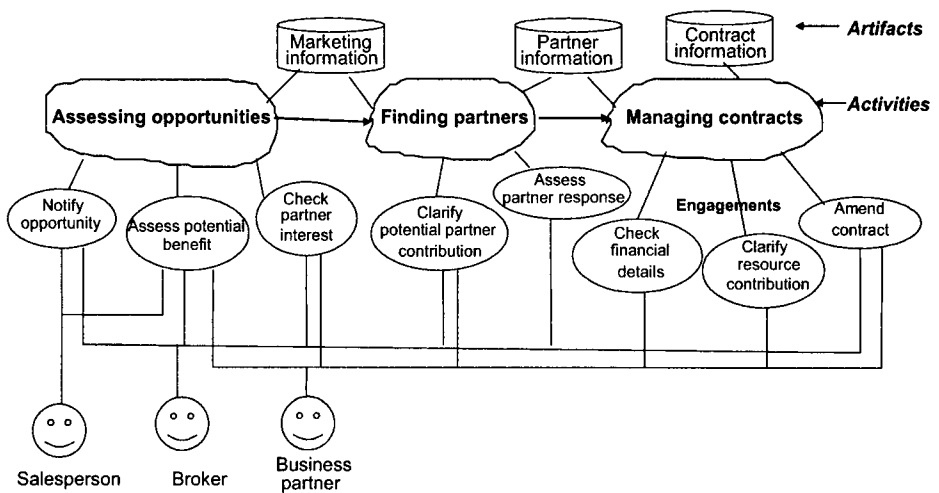 Marketing
information
Partner
information
Contract
information
Artifacts
Assessing opportunities
Finding partners
Managing contracts
Activities
Notify
opportunity
Assess potential
benefit
Check
partner
interest
Clarify
potential partner
contribution
Assess
partner response
Engagements
Check
financial
details
Clarify
resource
contribution
Amend
contract
Salesperson
Broker
Business
partner